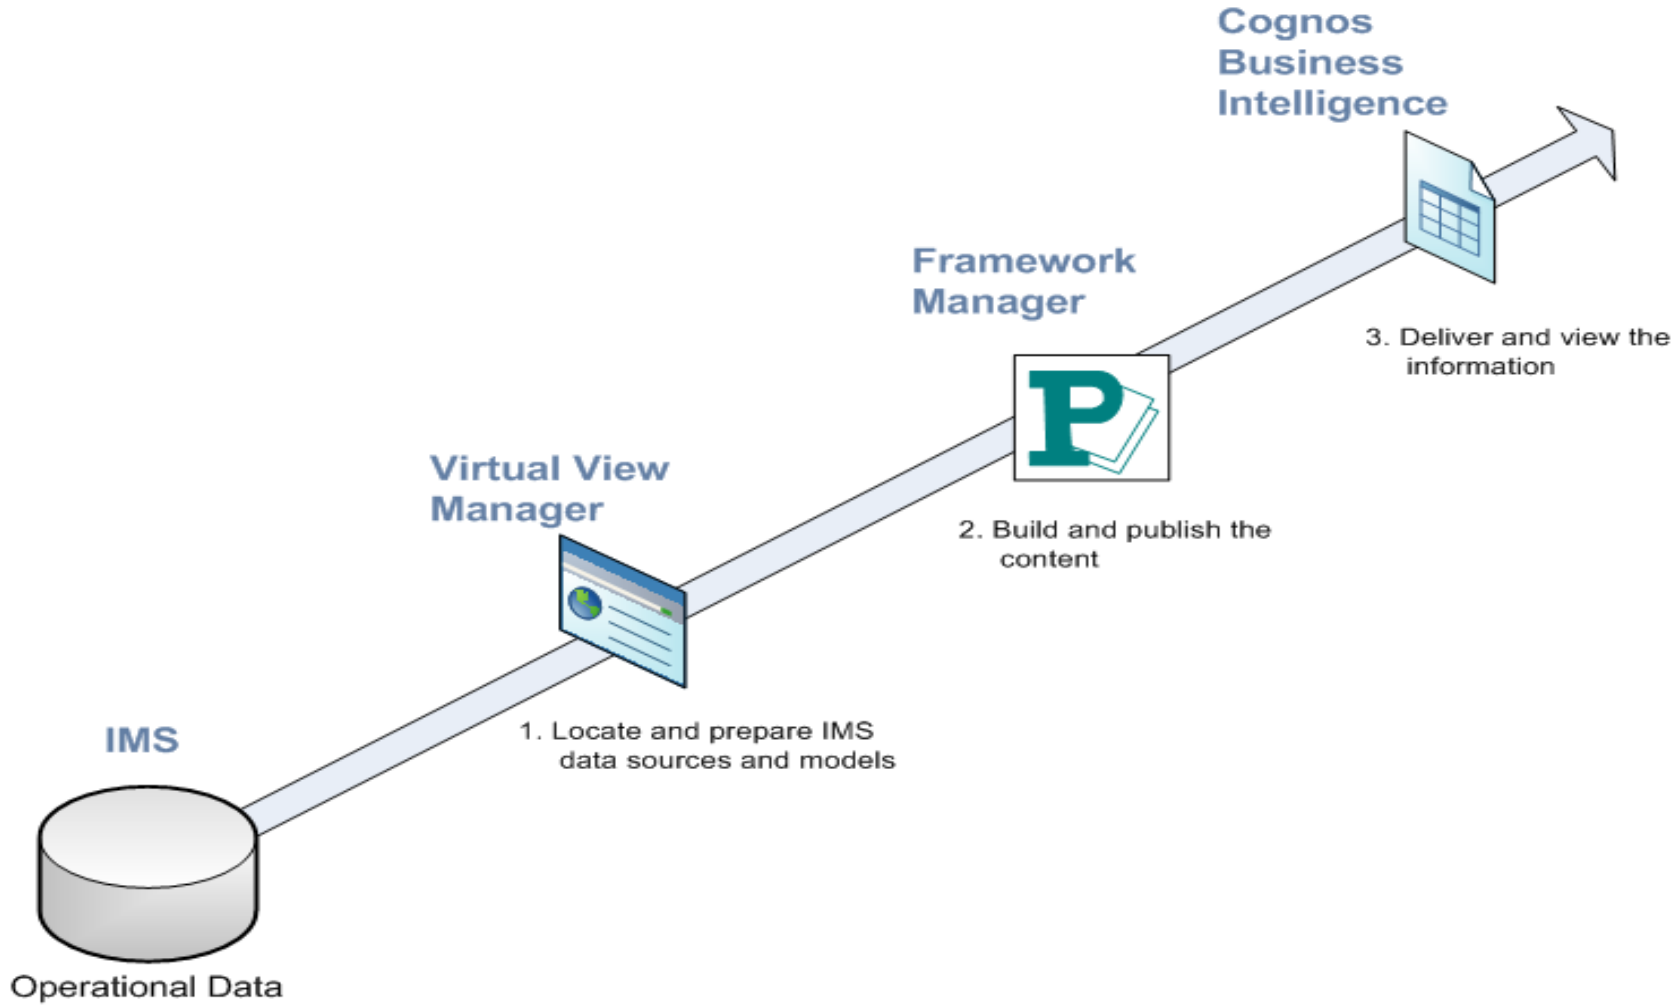 Cognos
Business
Intelligence
3. Deliver and view the
information
Framework
Manager
P
2. Build and publish the
content
Virtual View
Manager
1. Locate and prepare IMS
data sources and models
IMS
Operational Data